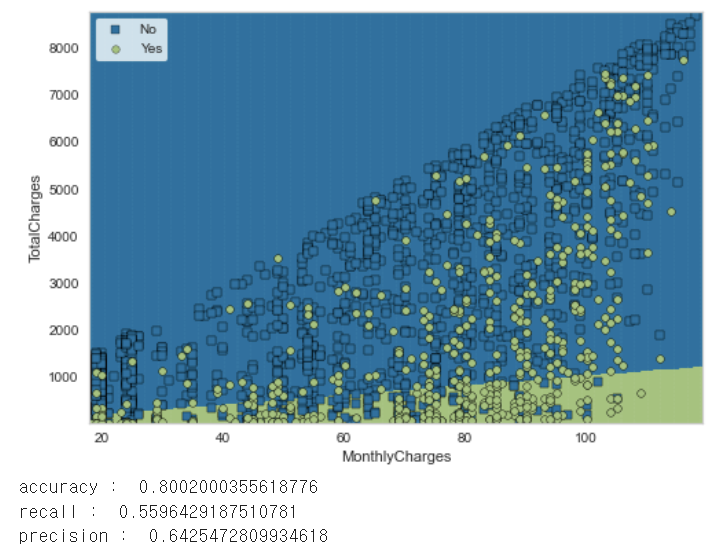 No
Yes
8000
7000
6000
5000
4000
3000
2000
1000
TotalCharges
20 40 60 80 100
MonthlyCharges
accuracy : 0.8002000355618776
recall : 0.5596429187510781
precision : 0.6425472809934618